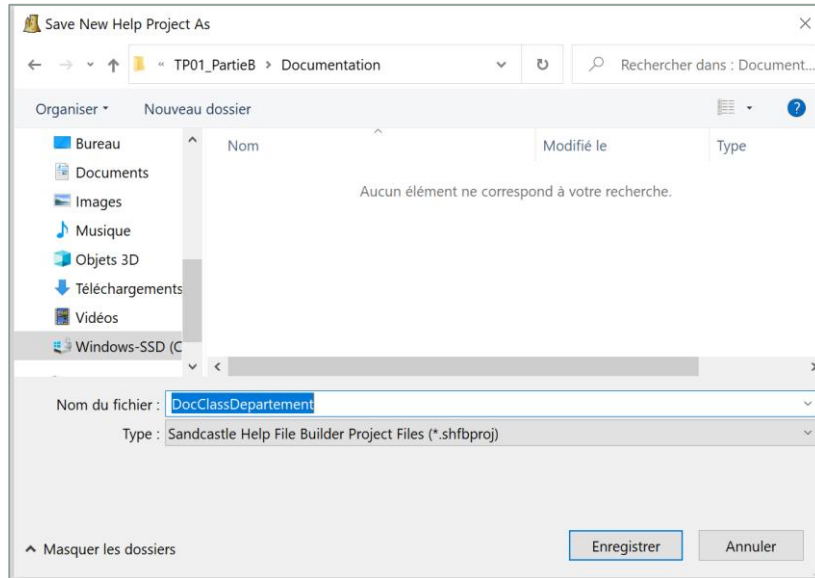 Save New Help Project As
« TP01_PartieB > Documentation
Rechercher dans : Document...
Organiser
Nouveau dossier
?
Nom
Modifié le
Type
Bureau
Documents
Images
Musique
Objets 3D
Téléchargements
Vidéos
Windows-SSD (C
Aucun élément ne correspond à votre recherche.
Nom du fichier : DocClassDepartement
Type : Sandcastle Help File Builder Project Files (*.shfbproj)
Masquer les dossiers
Enregistrer
Annuler